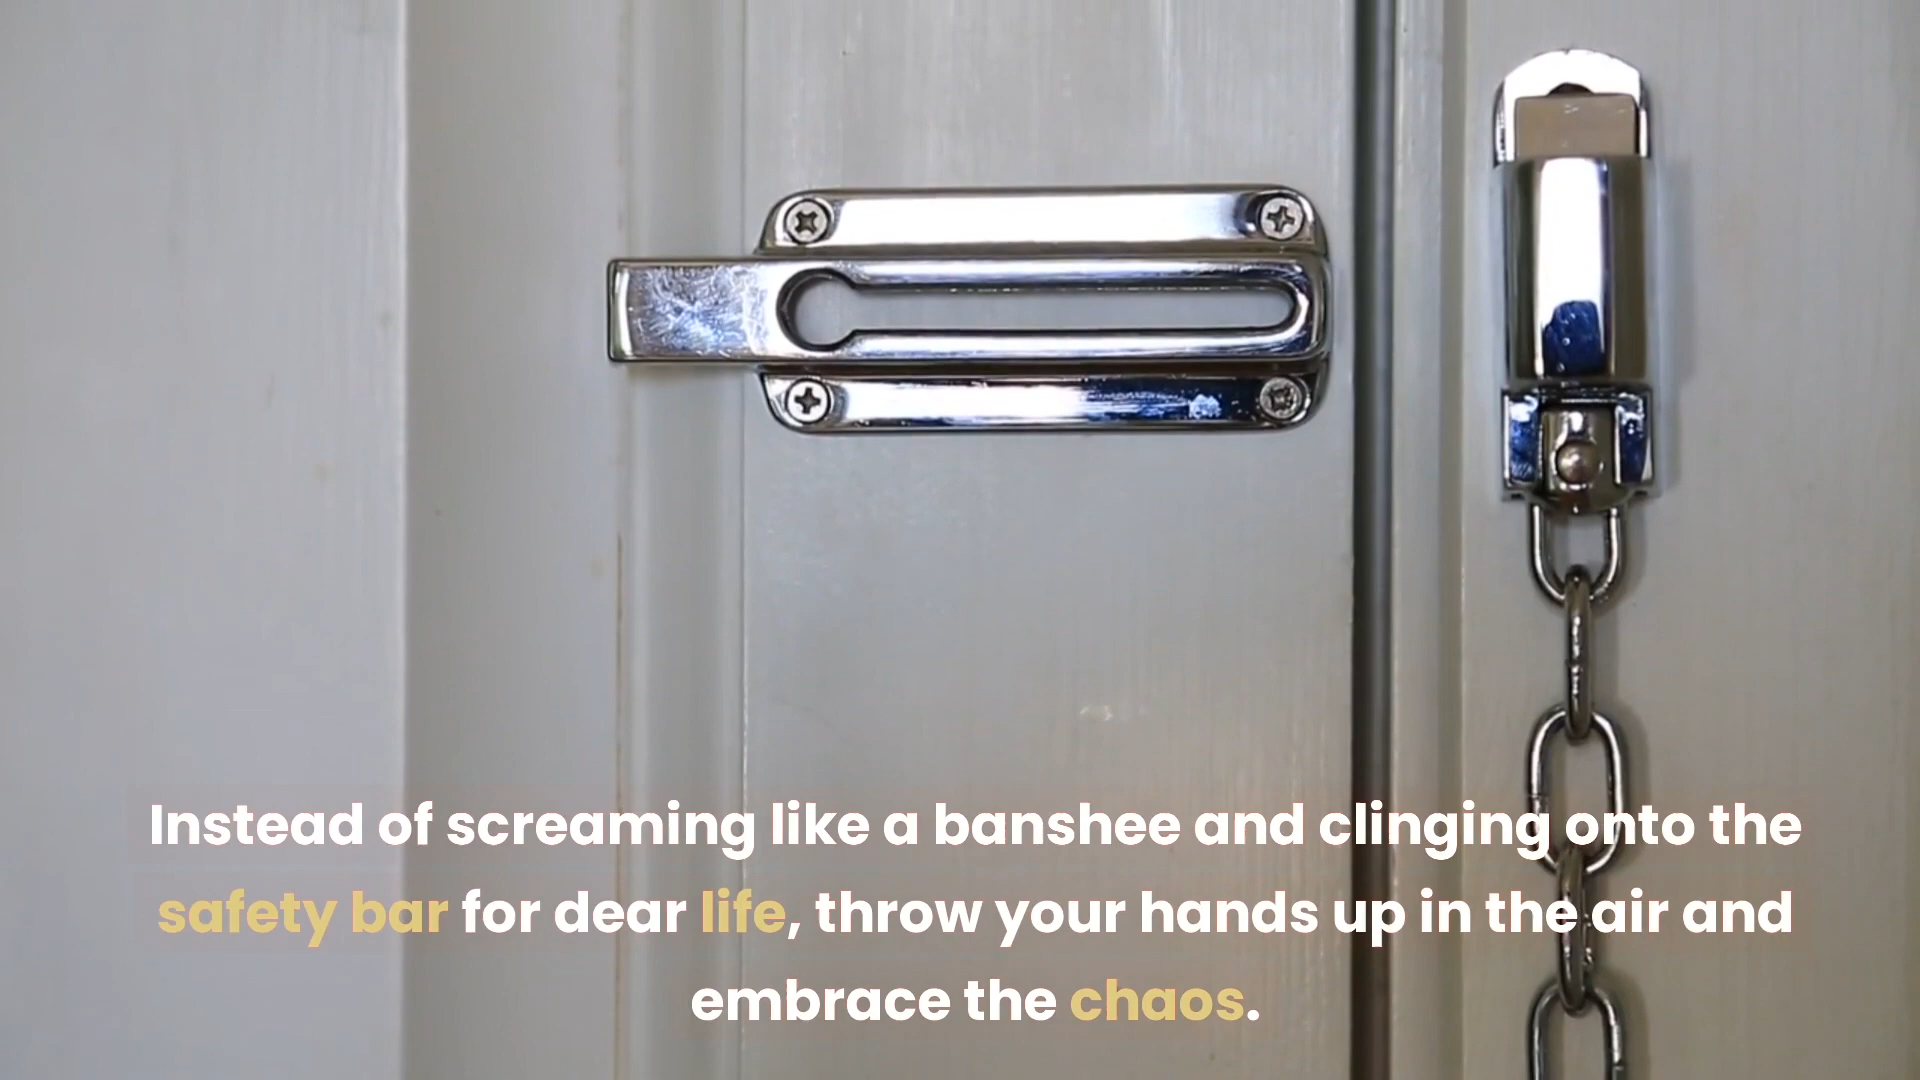 Instead of screaming like a banshee and clinging onto the
safety bar for dear life, throw your hands up in the air and
embrace the chaos.